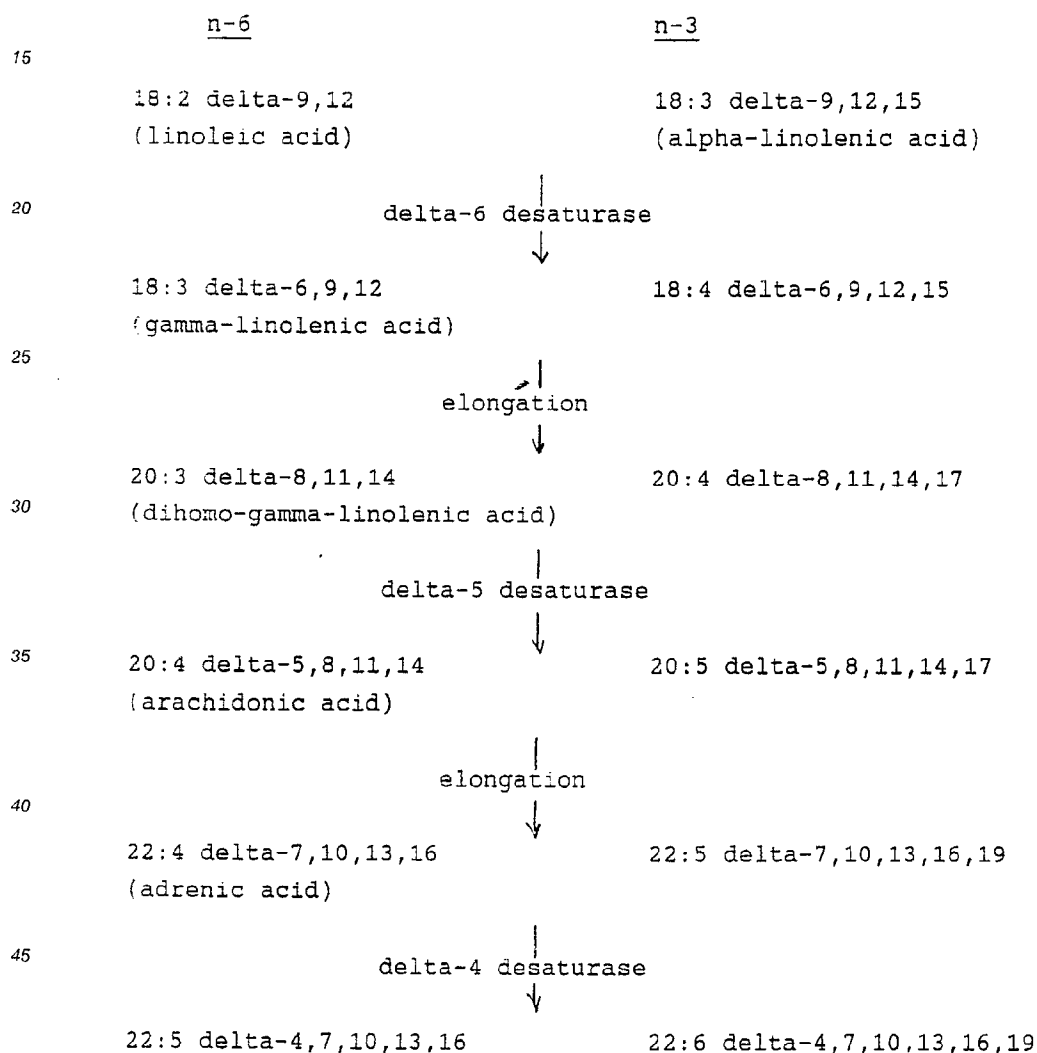 n-6 n-3
15
18:2 delta-9,12 18:3 delta-9,12,15
(linoleic acid) (alpha-linolenic acid)
20 delta-6 desaturase
18:3 delta-6,9,12 18:4 delta-6,9,12,15
(gamma-linolenic acid)
25
elongation
20:3 delta-8,11,14 20:4 delta-8,11,14,17
30 (dihomo-gamma-linolenic acid)
delta-5 desaturase
35 20:4 delta-5,8,11,14 20:5 delta-5,8,11,14,17
(arachidonic acid)
elongation
40
22:4 delta-7,10,13,16 22:5 delta-7,10,13,16,19
(adrenic acid)
45 delta-4 desaturase
22:5 delta-4,7,10,13,16 22:6 delta-4,7,10,13,16,19